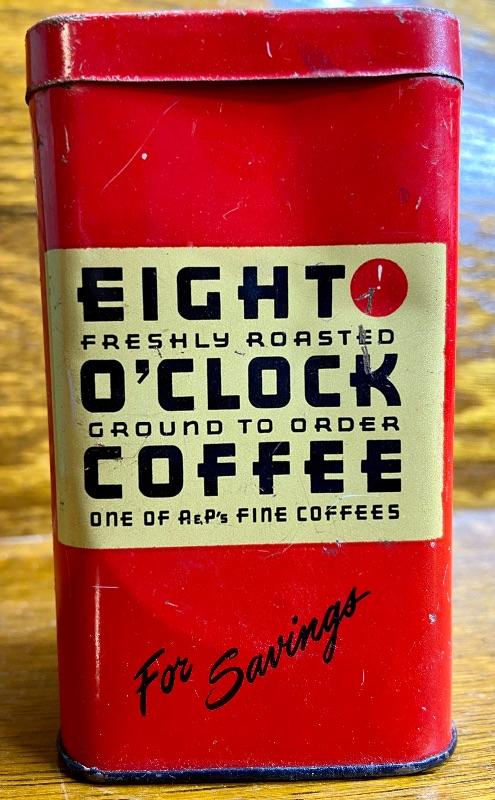 EIGHT
FRESHLY ROASTED
O'CLOCK
GROUND TO ORDER
COFFEE
ONE OF A&P's FINE COFFEES
For Savings